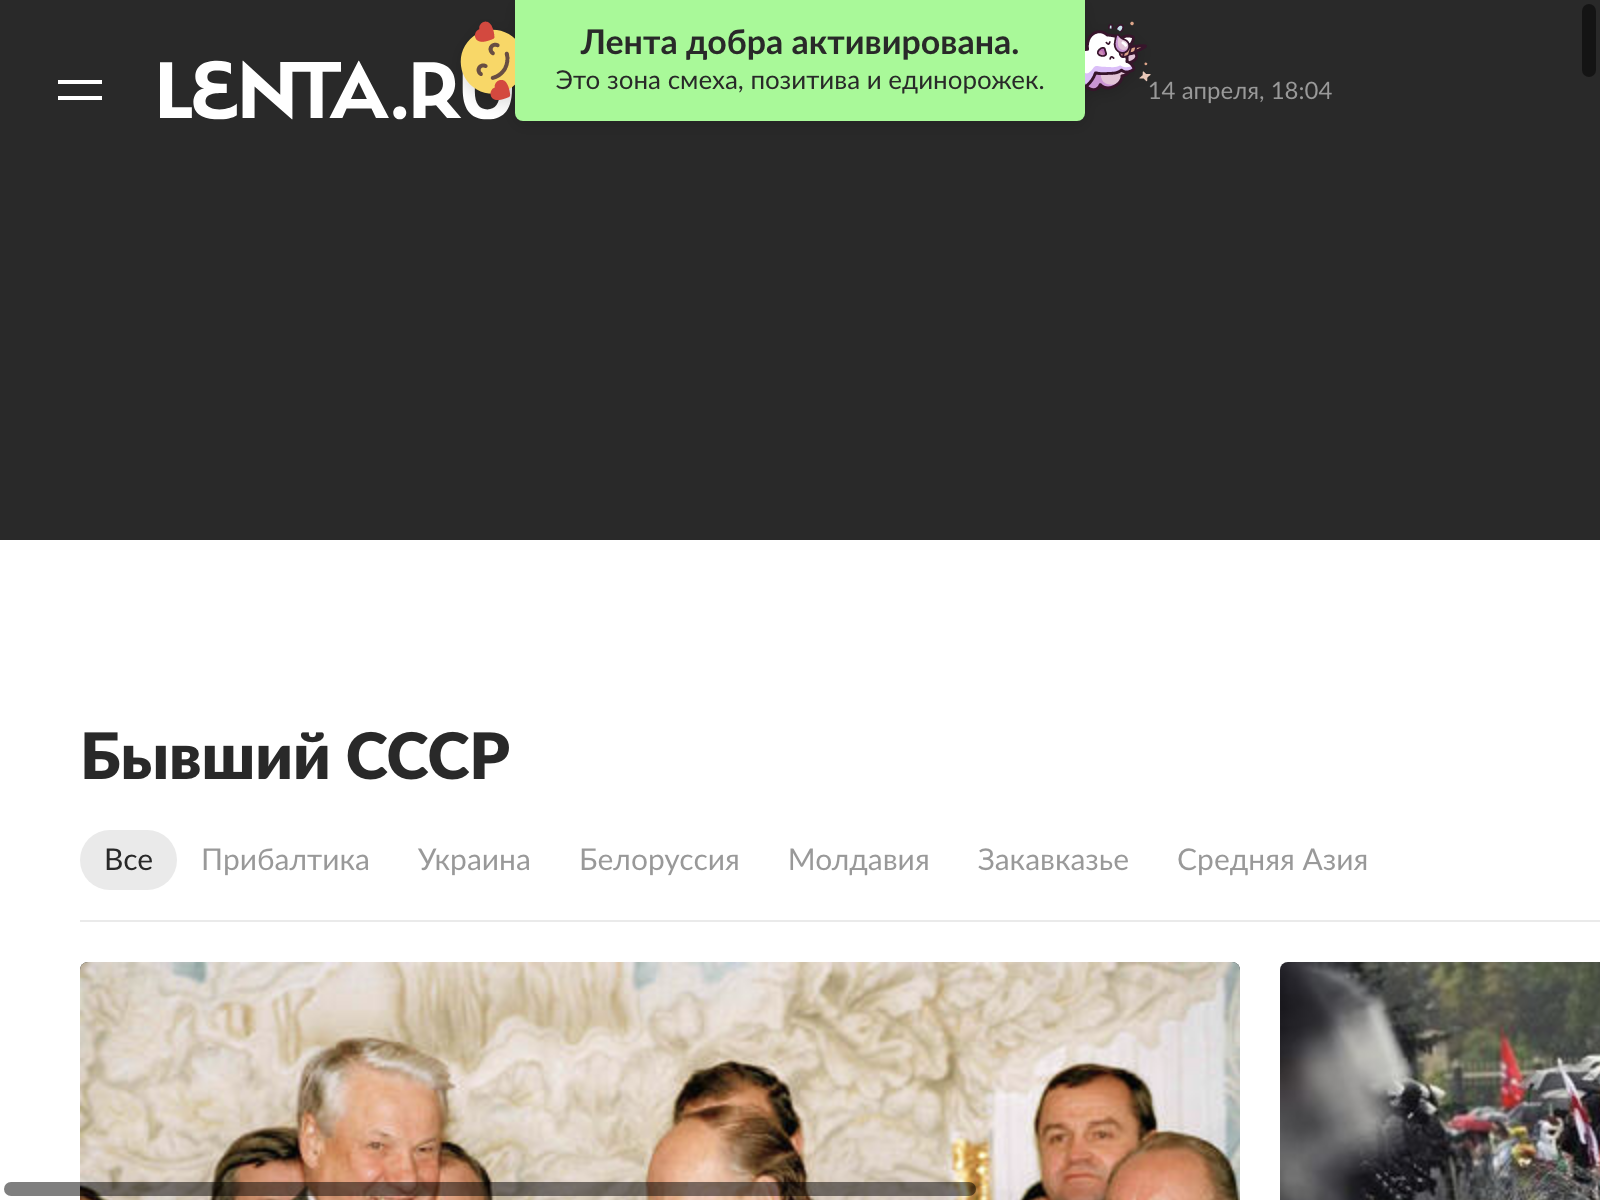 LENTA.RU
Лента добра активирована.
Это зона смеха, позитива и единорожек.
14 апреля, 18:04
Бывший СССР
Все
Прибалтика
Украина
Белоруссия
Молдавия
Закавказье
Средняя Азия